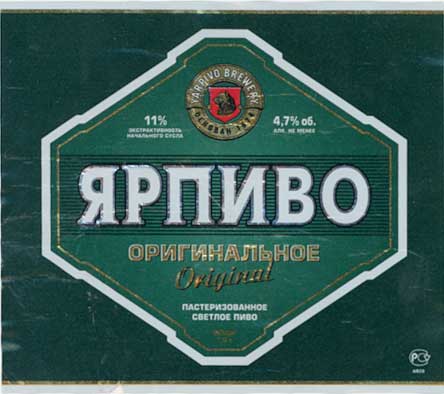 YARPIVO BREWERY
ОСНОВАН 1974
11%
ЭКСТРАКТИВНОСТЬ
НАЧАЛЬНОГО СУСЛА
4,7% об.
АЛК. НЕ МЕНЕЕ
ЯРПИВО
ОРИГИНАЛЬНОЕ
Original
ПАСТЕРИЗОВАННОЕ
СВЕТЛОЕ ПИВО
РСТ